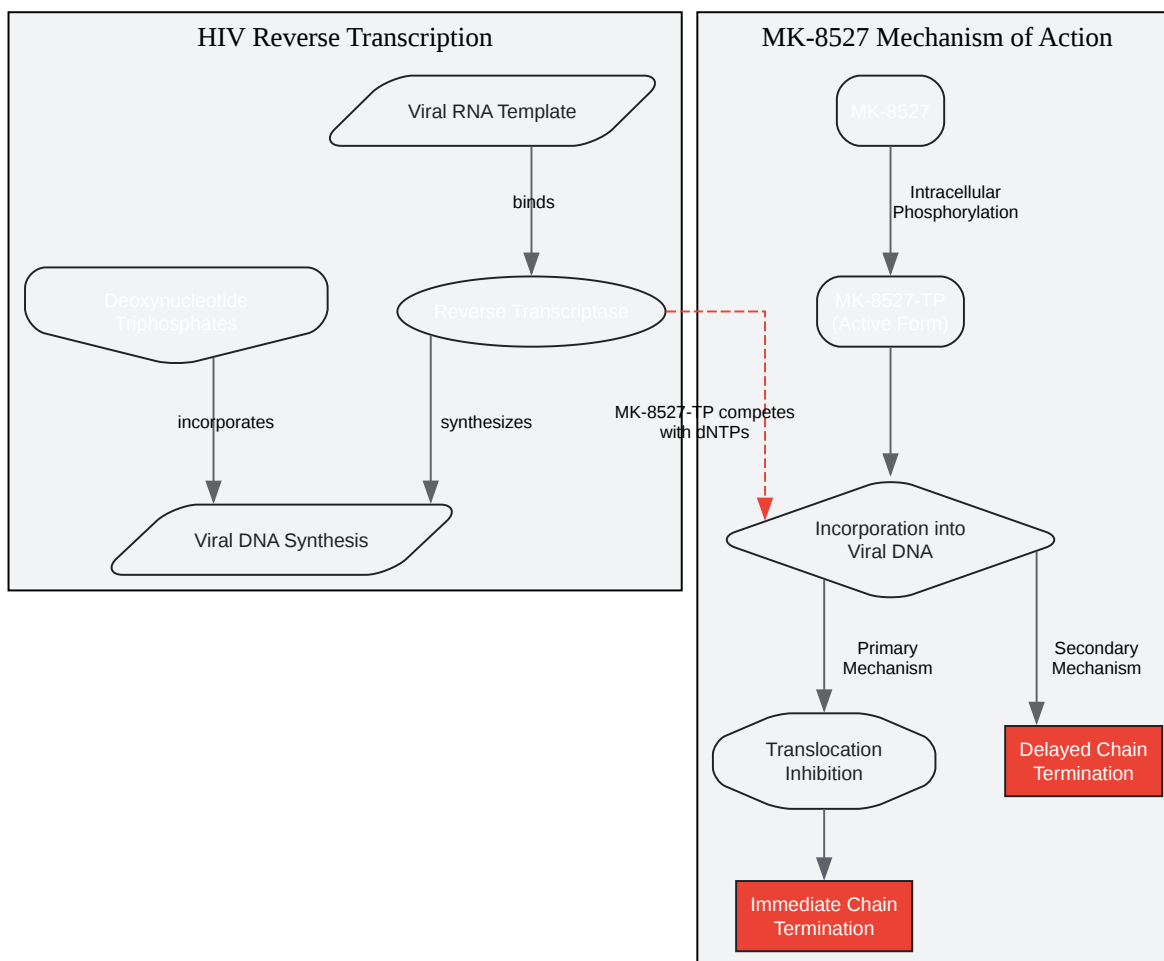 HIV Reverse Transcription
Viral RNA Template
binds
Deoxynucleotide
Triphosphates
Reverse Transcriptase
incorporates
synthesizes
Viral DNA Synthesis
MK-8527-TP competes
with dNTPs
MK-8527 Mechanism of Action
MK-8527
Intracellular
Phosphorylation
MK-8527-TP
(Active Form)
Incorporation into
Viral DNA
Primary
Mechanism
Secondary
Mechanism
Translocation
Inhibition
Delayed Chain
Termination
Immediate Chain
Termination